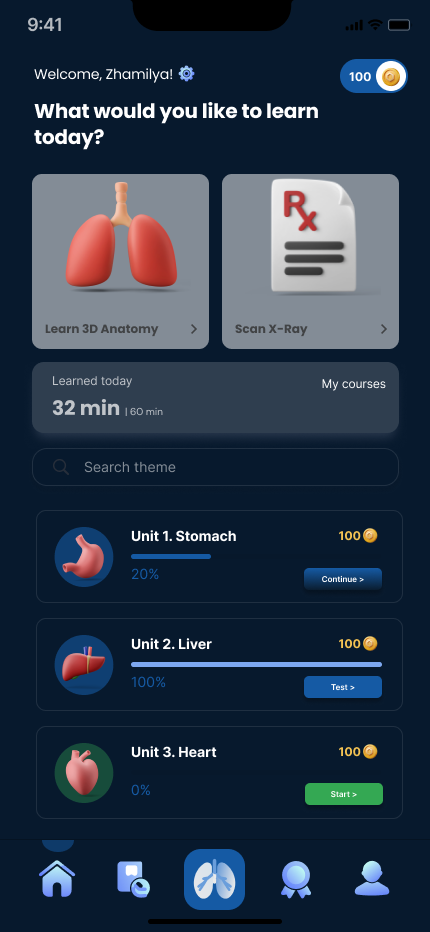 9:41
Welcome, Zhamilya!
100
What would you like to learn
today?
Rx
Learn 3D Anatomy >
Scan X-Ray >
Learned today
My courses
32 min | 60 min
Search theme
Unit 1. Stomach
100
20%
Continue >
Unit 2. Liver
100
100%
Test >
Unit 3. Heart
100
0%
Start >